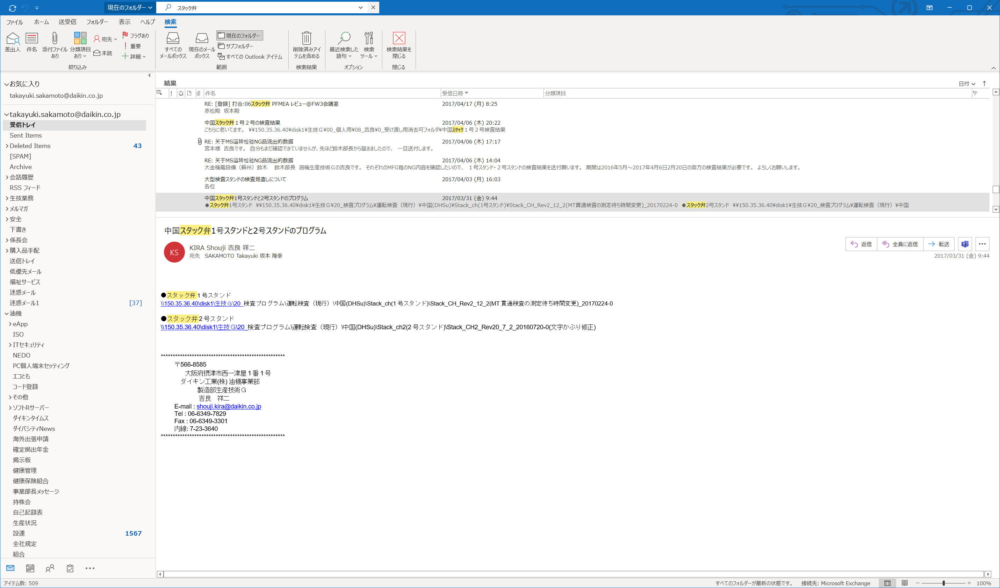 現在のフォルダー スタック弁
ファイル ホーム 送受信 フォルダー 表示 ヘルプ 検索
差出人 件名 添付ファイルあり 分類項目あり 宛先 未読 フラグあり 重要 詳細
絞り込み
すべてのメールボックス 現在のメールボックス 現在のフォルダー サブフォルダー すべての Outlook アイテム
範囲
削除済みアイテムを含める
検索結果
最近検索した語句 検索ツール
オプション
検索結果を閉じる
閉じる
お気に入り
takayuki.sakamoto@daikin.co.jp
takayuki.sakamoto@daikin.co.jp
受信トレイ
Sent Items
Deleted Items 43
[SPAM]
Archive
会話履歴
RSS フィード
生技業務
メルマガ
安全
下書き
係長会
購入品手配
送信トレイ
低優先メール
福祉サービス
迷惑メール
迷惑メール1 [37]
油機
eApp
ISO
ITセキュリティ
NEDO
PC個人端末セッティング
エコとも
コード登録
その他
ソフトRサーバー
ダイキンタイムス
ダイバシティNews
海外出張申請
確定拠出年金
掲示板
健康管理
健康保険組合
事業部長メッセージ
持株会
自己記録表
生産状況
設連 1567
全社規定
組合
結果
日付 ↑
件名 受信日時 分類項目
RE: [登録] 打合:06スタック弁 PFMEA レビュー@FW3会議室 2017/04/17 (月) 8:25
赤松殿 坂本殿
中国スタック弁１号２号の検査結果 2017/04/06 (木) 20:22
こちらに老いてます。 ¥¥150.35.36.40¥disk1¥生技Ｇ¥00_個人用¥08_吉良¥0_受け渡し用消去可フォルダ¥中国スタック１号２号検査結果
RE: 关于MS运转检验NG品流出的数据 2017/04/06 (木) 17:17
宮本様 吉良です。 自分もまだ確認できていませんが、先ほど鈴木部長から届きましたので、 一旦送付します。
RE: 关于MS运转检验NG品流出的数据 2017/04/06 (木) 14:04
大金機電設備（蘇州）鈴木 鈴木部長 油機生産技術Ｇの吉良です。 それぞれのMFG毎のNG内容を確認したいので、 １号スタンド・２号スタンドの検査結果を送付願います。 期間は2016年5月～2017年4月6日2月20日の両方の検査結果が必要です。 よろしくお願いします。
大型検査スタンドの検査見直しについて 2017/04/03 (月) 16:03
各位
中国スタック弁1号スタンドと2号スタンドのプログラム 2017/03/31 (金) 9:44
●スタック弁1号スタンド ¥¥150.35.36.40¥disk1¥生技Ｇ¥20_検査プログラム¥運転検査（現行）¥中国(DHSu)¥Stack_ch(1号スタンド)¥Stack_CH_Rev2_12_2(MT貫通検査の測定待ち時間変更)_20170224-0 ●スタック弁2号スタンド ¥¥150.35.36.40¥disk1¥生技Ｇ¥20_検査プログラム¥運転検査（現行）¥中国
中国スタック弁1号スタンドと2号スタンドのプログラム
KS
KIRA Shouji 吉良 祥二
宛先 SAKAMOTO Takayuki 坂本 隆幸
返信 全員に返信 転送
2017/03/31 (金) 9:44
●スタック弁1号スタンド
\\150.35.36.40\disk1\生技Ｇ\20_検査プログラム\運転検査（現行）\中国(DHSu)\Stack_ch(1号スタンド)\Stack_CH_Rev2_12_2(MT貫通検査の測定待ち時間変更)_20170224-0
●スタック弁2号スタンド
\\150.35.36.40\disk1\生技Ｇ\20_検査プログラム\運転検査（現行）\中国(DHSu)\Stack_ch2(2号スタンド)\Stack_CH2_Rev20_7_2_20160720-0(文字かぶり修正)
****************************************************
〒566-8585
大阪府摂津市西一津屋１番１号
ダイキン工業(株) 油機事業部
製造部生産技術Ｇ
吉良 祥二
E-mail : shouji.kira@daikin.co.jp
Tel : 06-6349-7829
Fax : 06-6349-3301
内線: 7-23-3640
****************************************************
アイテム数: 509 すべてのフォルダーが最新の状態です。 接続先: Microsoft Exchange 100%